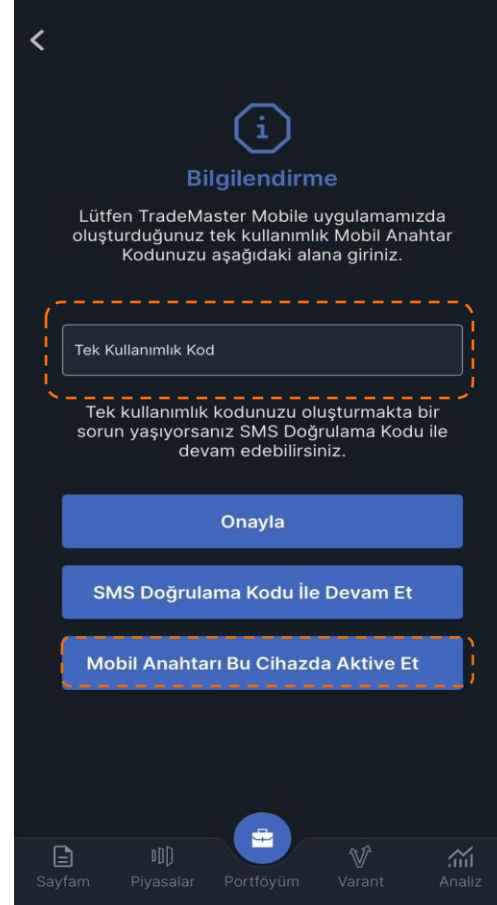 Bilgilendirme
Lütfen TradeMaster Mobile uygulamamızda
oluşturduğunuz tek kullanımlık Mobil Anahtar
Kodunuzu aşağıdaki alana giriniz.
Tek Kullanımlık Kod
Tek kullanımlık kodunuzu oluşturmakta bir
sorun yaşıyorsanız SMS Doğrulama Kodu ile
devam edebilirsiniz.
Onayla
SMS Doğrulama Kodu İle Devam Et
Mobil Anahtarı Bu Cihazda Aktive Et
Sayfam Piyasalar Portföyüm Varant Analiz